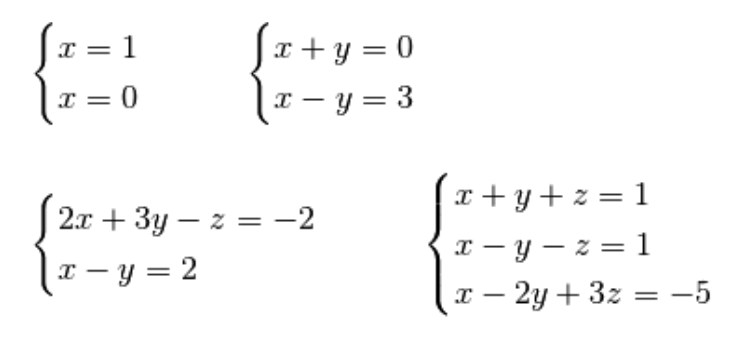 x = 1
x = 0
x + y = 0
x − y = 3
2x + 3y − z = −2
x − y = 2
x + y + z = 1
x − y − z = 1
x − 2y + 3z = −5